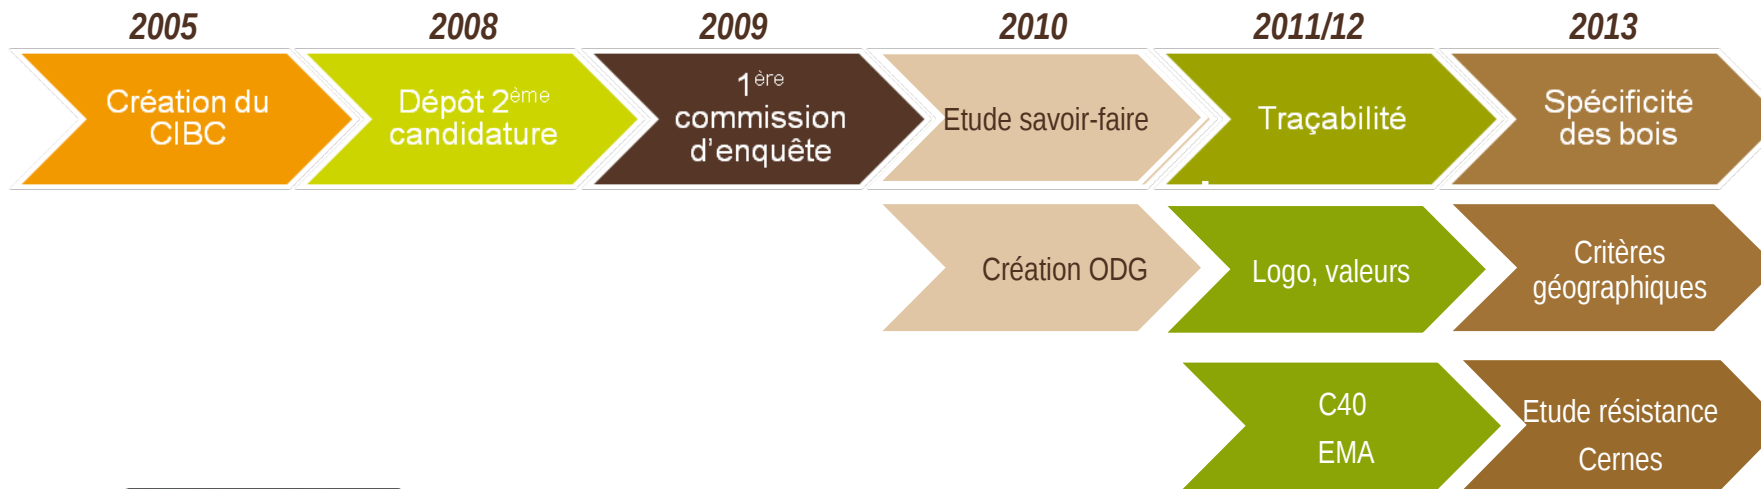 2005
2008
2009
2010
2011/12
2013
Création du
CIBC
Dépôt 2ème
candidature
1ère
commission
d'enquête
Etude savoir-faire
Traçabilité
Spécificité
des bois
Création ODG
Logo, valeurs
Critères
géographiques
C40
EMA
Etude résistance
Cernes